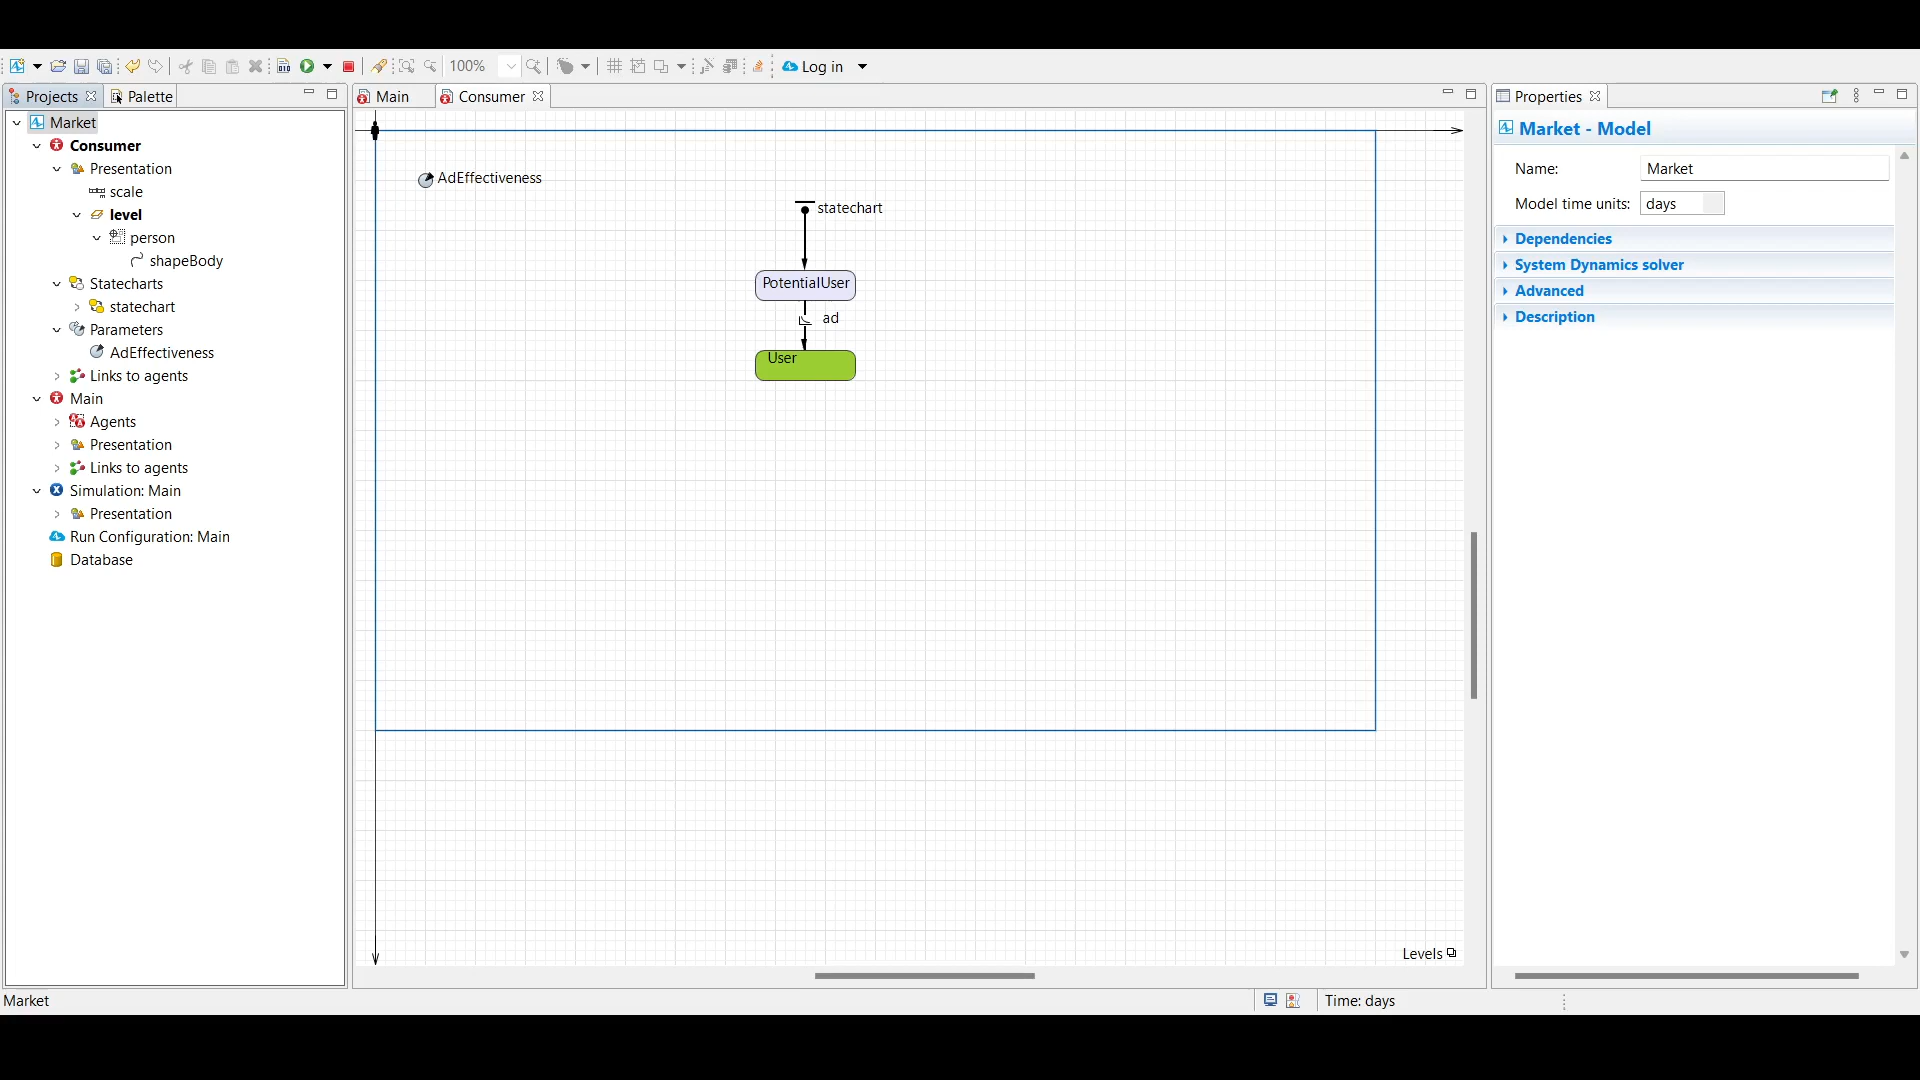 100%
Log in
Projects
Palette
Main
Consumer
Properties
Market
Consumer
Presentation
scale
level
person
shapeBody
Statecharts
statechart
Parameters
AdEffectiveness
Links to agents
Main
Agents
Presentation
Links to agents
Simulation: Main
Presentation
Run Configuration: Main
Database
AdEffectiveness
statechart
PotentialUser
ad
User
Levels
Market - Model
Name:
Market
Model time units:
days
Dependencies
System Dynamics solver
Advanced
Description
Market
Time: days